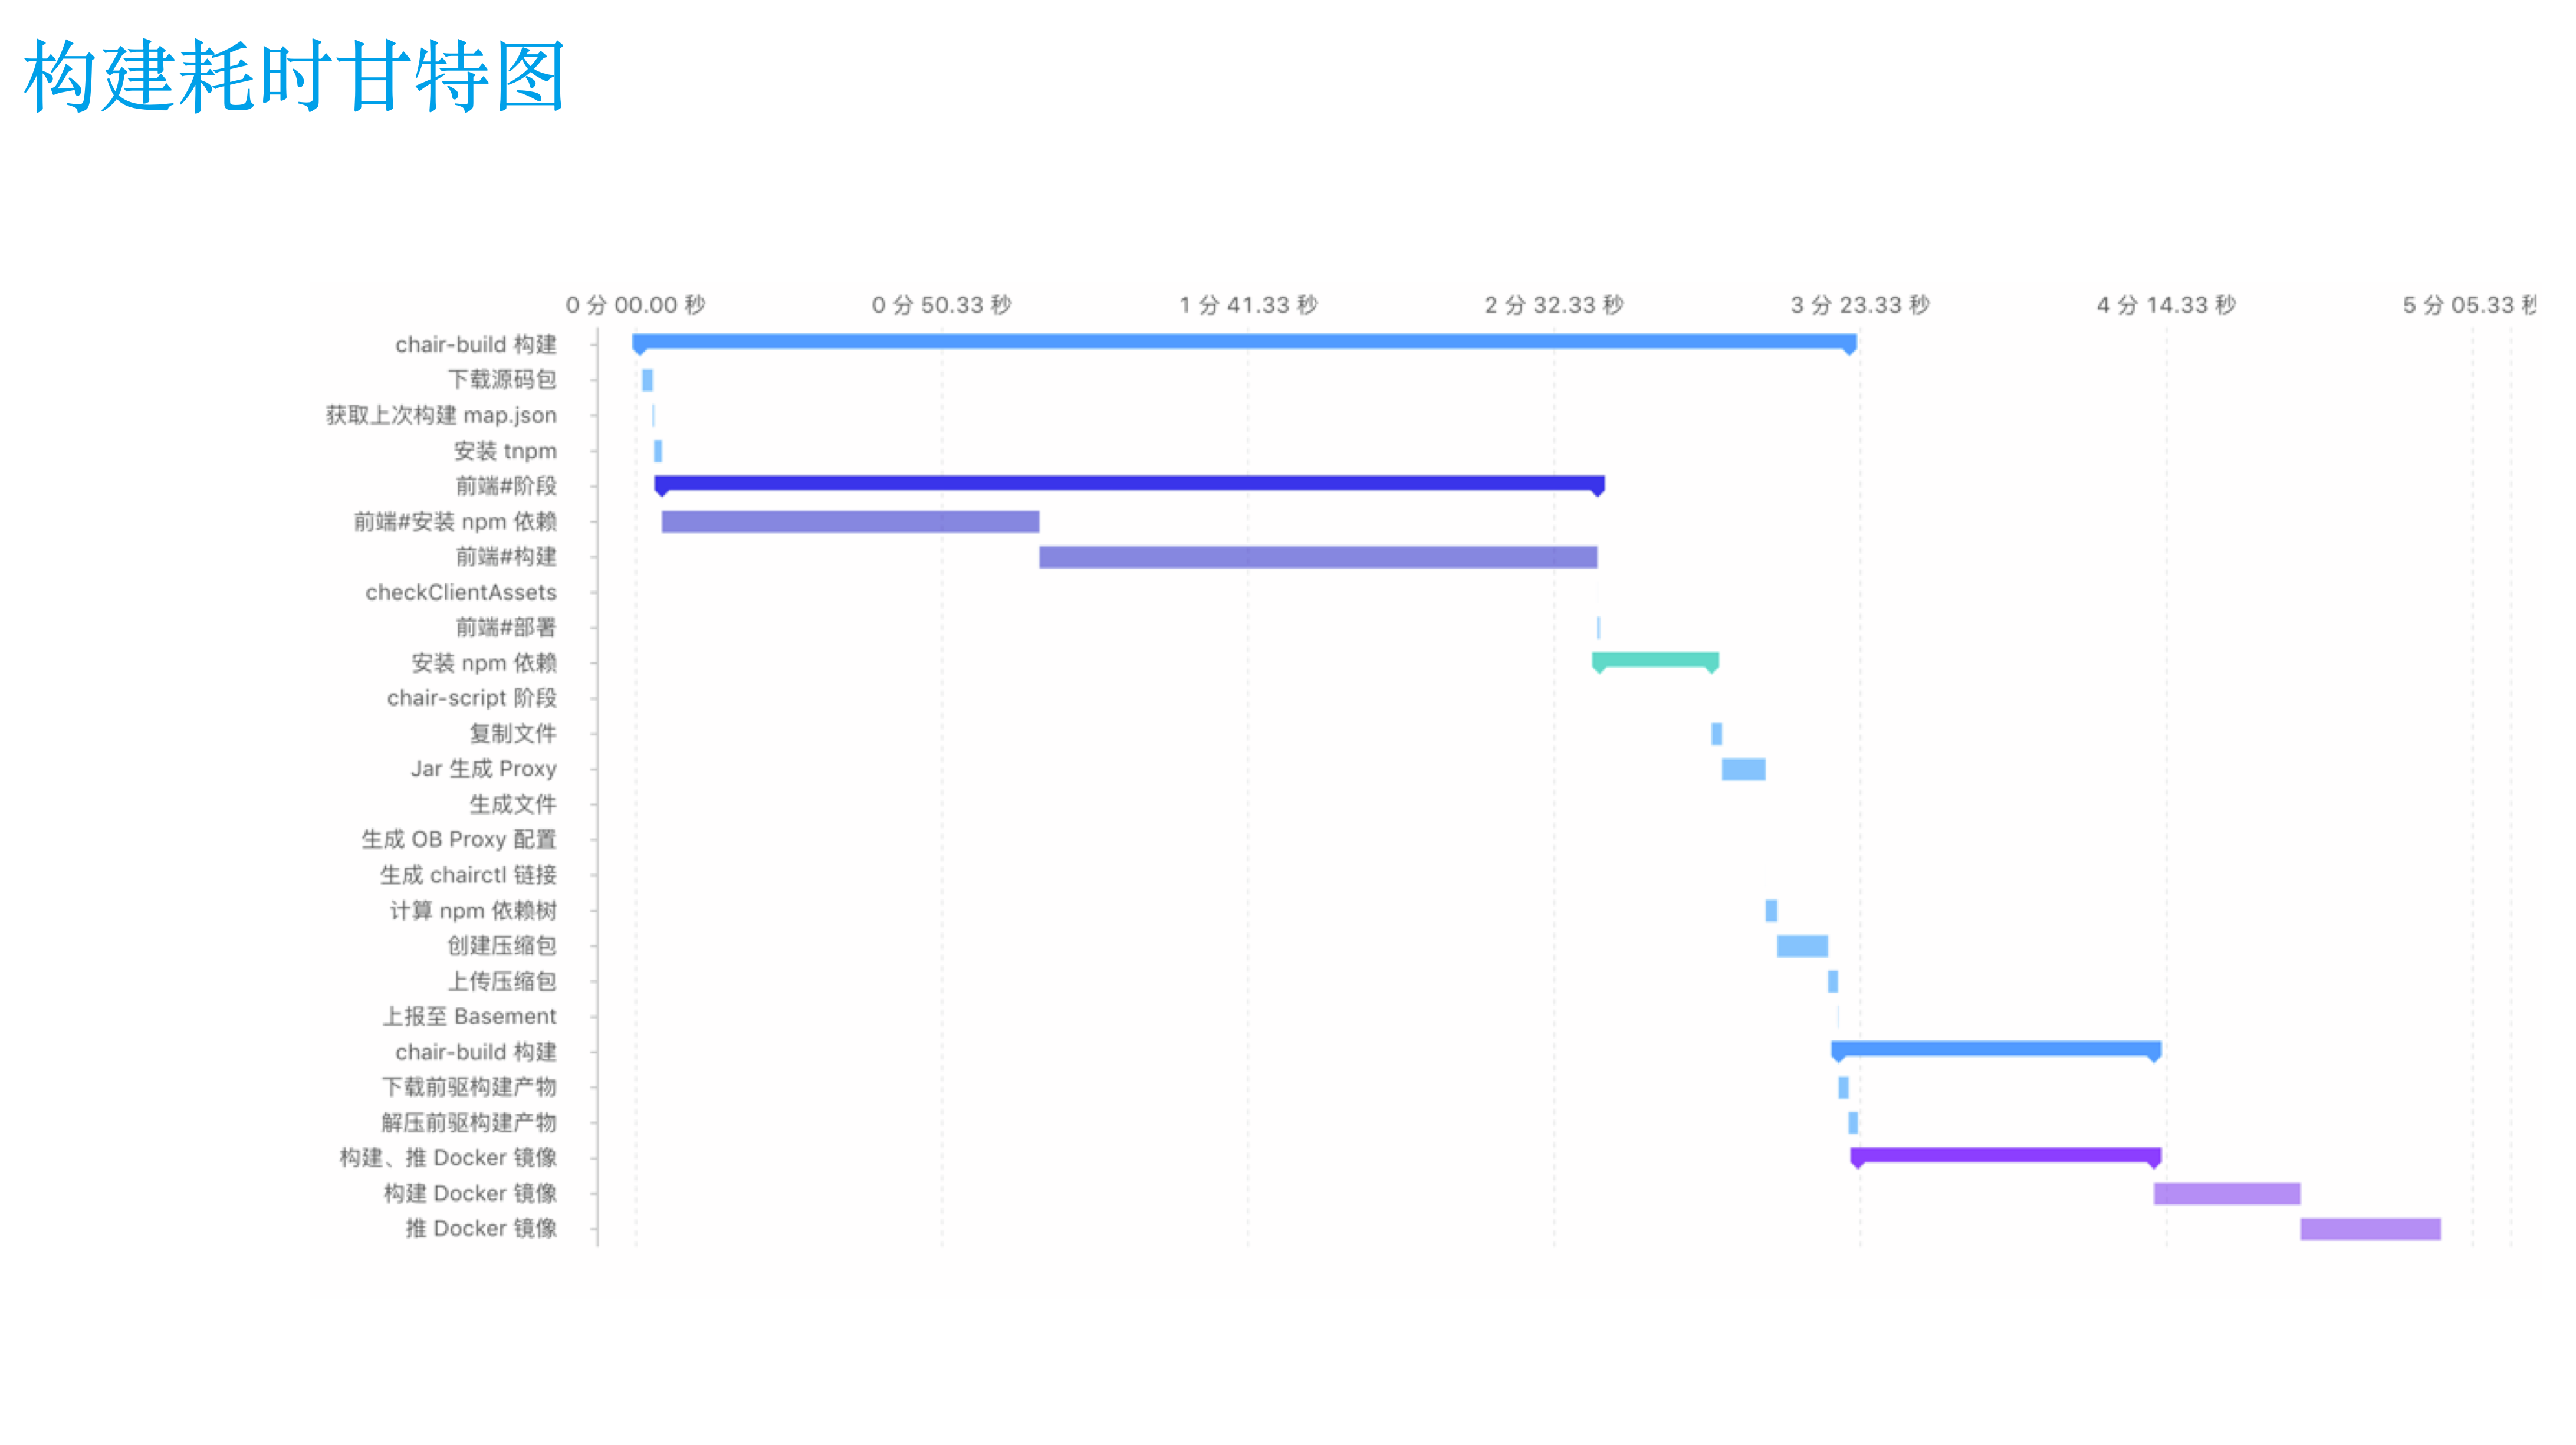 构建耗时甘特图
0 分 00.00 秒 0 分 50.33 秒 1 分 41.33 秒 2 分 32.33 秒 3 分 23.33 秒 4 分 14.33 秒 5 分 05.33 秒
chair-build 构建
下载源码包
获取上次构建 map.json
安装 tnpm
前端#阶段
前端#安装 npm 依赖
前端#构建
checkClientAssets
前端#部署
安装 npm 依赖
chair-script 阶段
复制文件
Jar 生成 Proxy
生成文件
生成 OB Proxy 配置
生成 chairctl 链接
计算 npm 依赖树
创建压缩包
上传压缩包
上报至 Basement
chair-build 构建
下载前驱构建产物
解压前驱构建产物
构建、推 Docker 镜像
构建 Docker 镜像
推 Docker 镜像